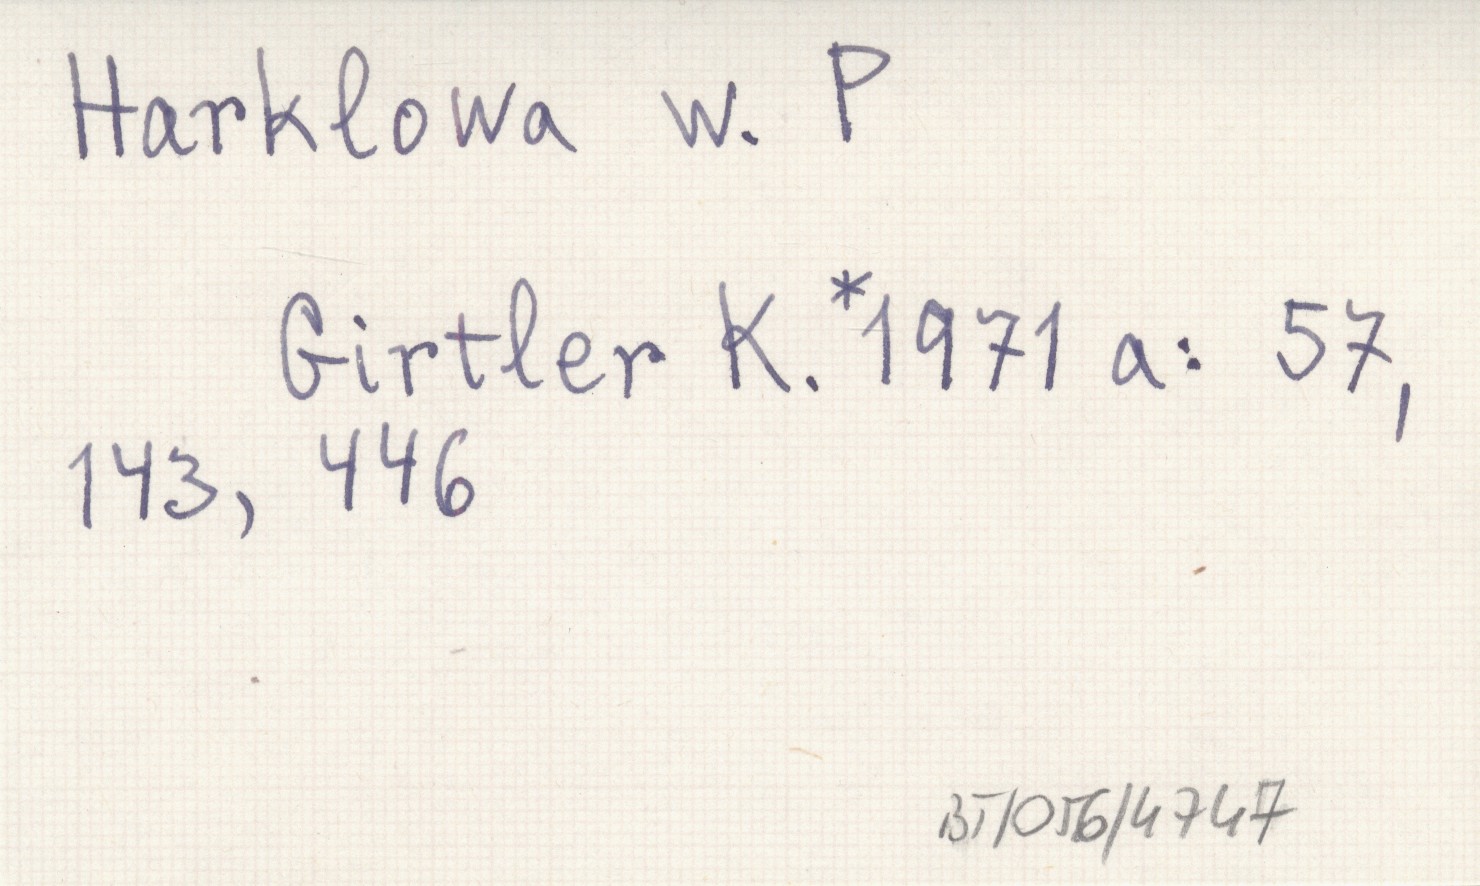 Harklowa w. P
Girtler K.*1971 a: 57,
143, 446
BT/056/4747